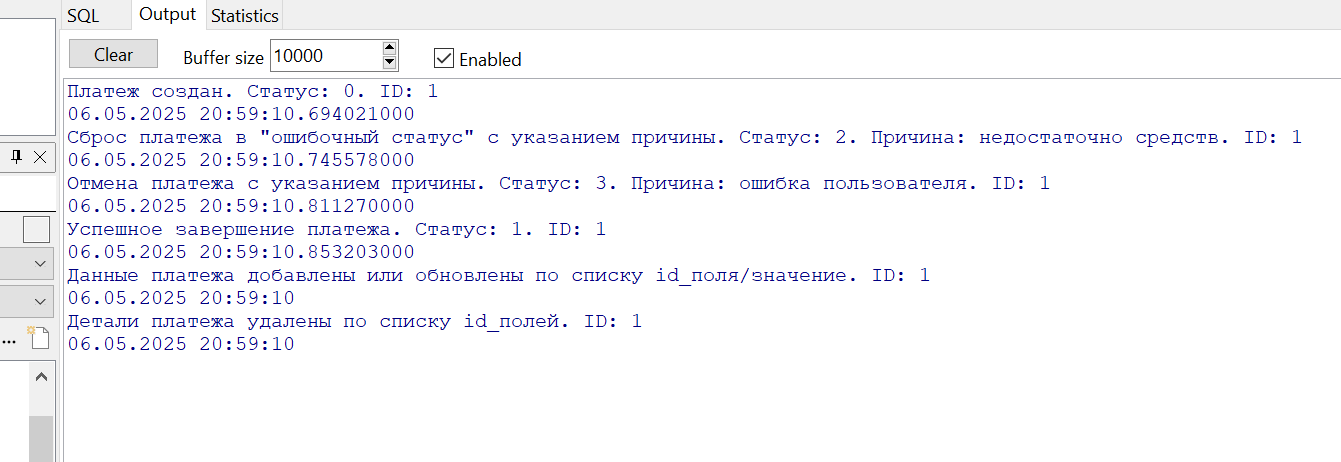 SQL Output Statistics
Clear Buffer size 10000 Enabled
Платеж создан. Статус: 0. ID: 1
06.05.2025 20:59:10.694021000
Сброс платежа в "ошибочный статус" с указанием причины. Статус: 2. Причина: недостаточно средств. ID: 1
06.05.2025 20:59:10.745578000
Отмена платежа с указанием причины. Статус: 3. Причина: ошибка пользователя. ID: 1
06.05.2025 20:59:10.811270000
Успешное завершение платежа. Статус: 1. ID: 1
06.05.2025 20:59:10.853203000
Данные платежа добавлены или обновлены по списку id_поля/значение. ID: 1
06.05.2025 20:59:10
Детали платежа удалены по списку id_полей. ID: 1
06.05.2025 20:59:10
...